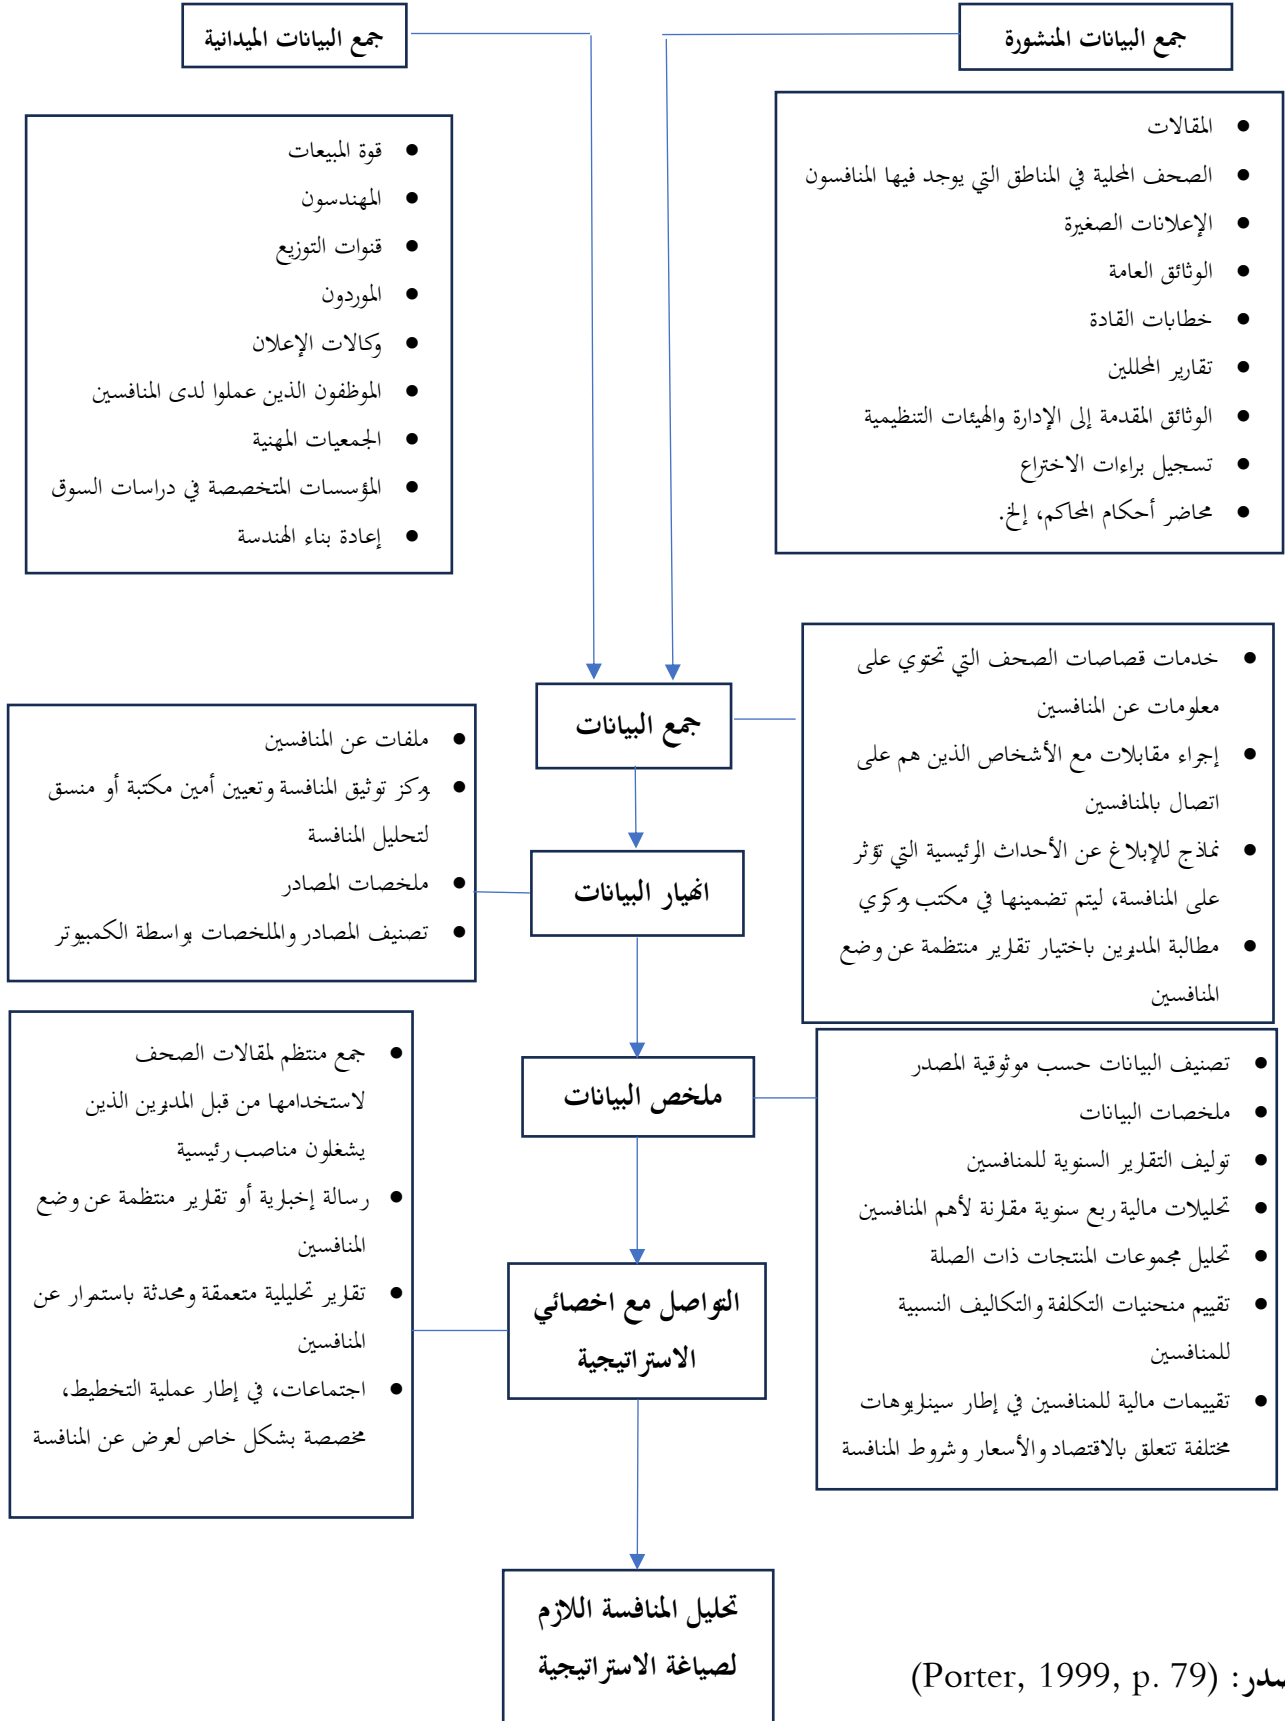 جمع البيانات المنشورة
جمع البيانات الميدانية
المقالات
الصحف المحلية في المناطق التي يوجد فيها المنافسون
الإعلانات الصغيرة
الوثائق العامة
خطابات القادة
تقارير المحللين
الوثائق المقدمة إلى الإدارة والهيئات التنظيمية
تسجيل براءات الاختراع
محاضر أحكام المحاكم، إلخ.
قوة المبيعات
المهندسون
قنوات التوزيع
الموردون
وكالات الإعلان
الموظفون الذين عملوا لدى المنافسين
الجمعيات المهنية
المؤسسات المتخصصة في دراسات السوق
إعادة بناء الهندسة
جمع البيانات
خدمات قصاصات الصحف التي تحتوي على
معلومات عن المنافسين
إجراء مقابلات مع الأشخاص الذين هم على
اتصال بالمنافسين
نماذج للإبلاغ عن الأحداث الرئيسية التي تؤثر
على المنافسة، ليتم تضمينها في مكتب مركزي
مطالبة المديرين باختيار تقارير منتظمة عن وضع
المنافسين
انهيار البيانات
ملفات عن المنافسين
مركز توثيق المنافسة وتعيين أمين مكتبة أو منسق
لتحليل المنافسة
ملخصات المصادر
تصنيف المصادر والملخصات بواسطة الكمبيوتر
ملخص البيانات
تصنيف البيانات حسب موثوقية المصدر
ملخصات البيانات
توليف التقارير السنوية للمنافسين
تحليلات مالية ربع سنوية مقارنة لأهم المنافسين
تحليل مجموعات المنتجات ذات الصلة
تقييم منحنيات التكلفة والتكاليف النسبية
للمنافسين
تقييمات مالية للمنافسين في إطار سيناريوهات
مختلفة تتعلق بالاقتصاد والأسعار وشروط المنافسة
التواصل مع اخصائي
الاستراتيجية
جمع منتظم لمقالات الصحف
لاستخدامها من قبل المديرين الذين
يشغلون مناصب رئيسية
رسالة إخبارية أو تقارير منتظمة عن وضع
المنافسين
تقارير تحليلية متعمقة ومحدثة باستمرار عن
المنافسين
اجتماعات، في إطار عملية التخطيط،
مخصصة بشكل خاص لعرض عن المنافسة
تحليل المنافسة اللازم
لصياغة الاستراتيجية
(Porter, 1999, p. 79)